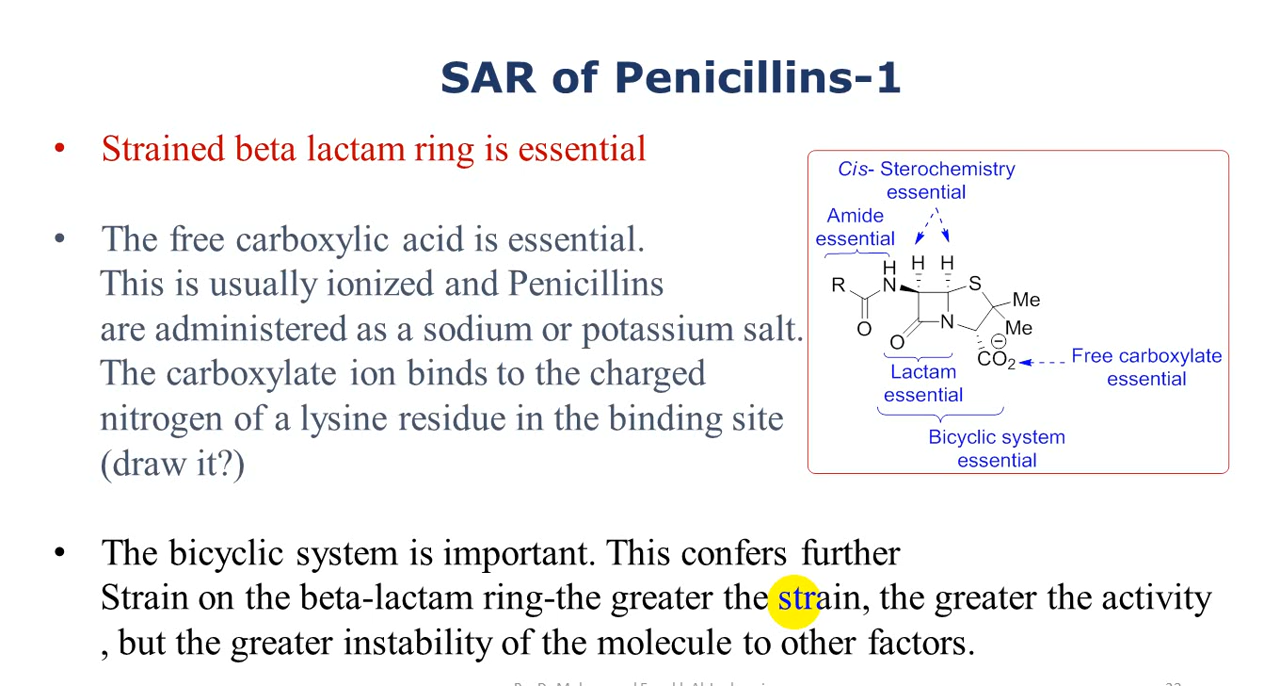 SAR of Penicillins-1
• Strained beta lactam ring is essential
• The free carboxylic acid is essential.
This is usually ionized and Penicillins
are administered as a sodium or potassium salt.
The carboxylate ion binds to the charged
nitrogen of a lysine residue in the binding site
(draw it?)
• The bicyclic system is important. This confers further
Strain on the beta-lactam ring-the greater the strain, the greater the activity
, but the greater instability of the molecule to other factors.
Cis- Sterochemistry
essential
Amide
essential
H H H
R N S Me
O O N Me
CO2 Free carboxylate
essential
Lactam
essential
Bicyclic system
essential